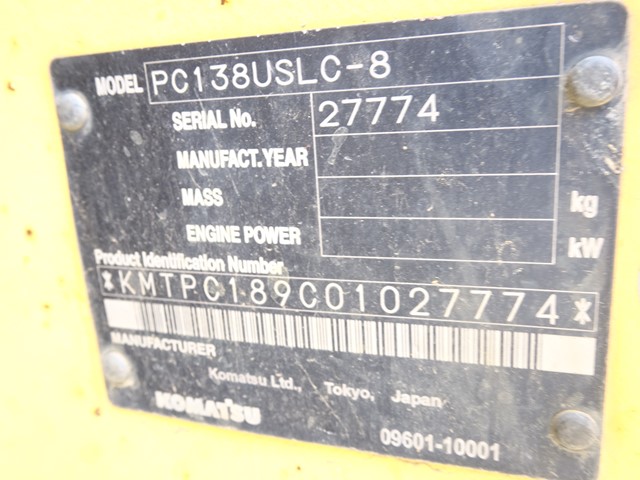 MODEL PC138USLC-8
SERIAL No. 27774
MANUFACT.YEAR
MASS kg
ENGINE POWER kW
Product Identification Number
*KMTPC189C01027774*
MANUFACTURER
Komatsu Ltd., Tokyo, Japan
KOMATSU
09601-10001